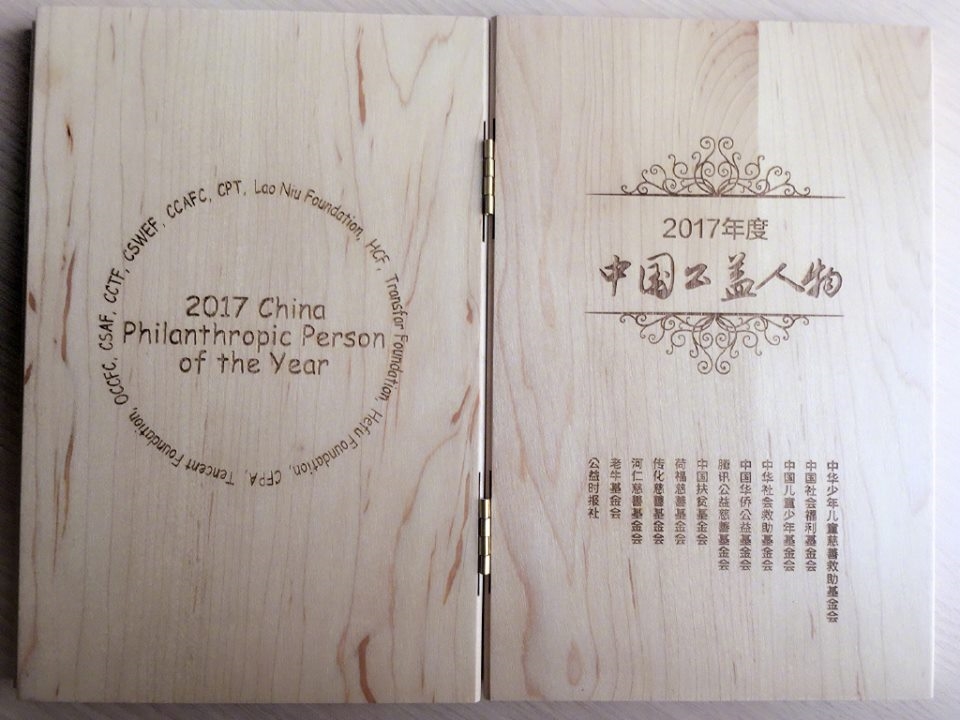 OCCFC, CSAF, CCTF, CSWEF, CCAFC, CPT, Lao Niu Foundation, HCF, Transfar Foundation, Hefu Foundation, CFPA, Tencent Foundation,
2017 China
Philanthropic Person
of the Year
2017年度
中国公益人物
中华少年儿童慈善救助基金会
中国社会福利基金会
中国儿童少年基金会
中华社会救助基金会
中国华侨公益基金会
腾讯公益慈善基金会
中国扶贫基金会
荷福慈善基金会
传化慈善基金会
河仁慈善基金会
老牛基金会
公益时报社